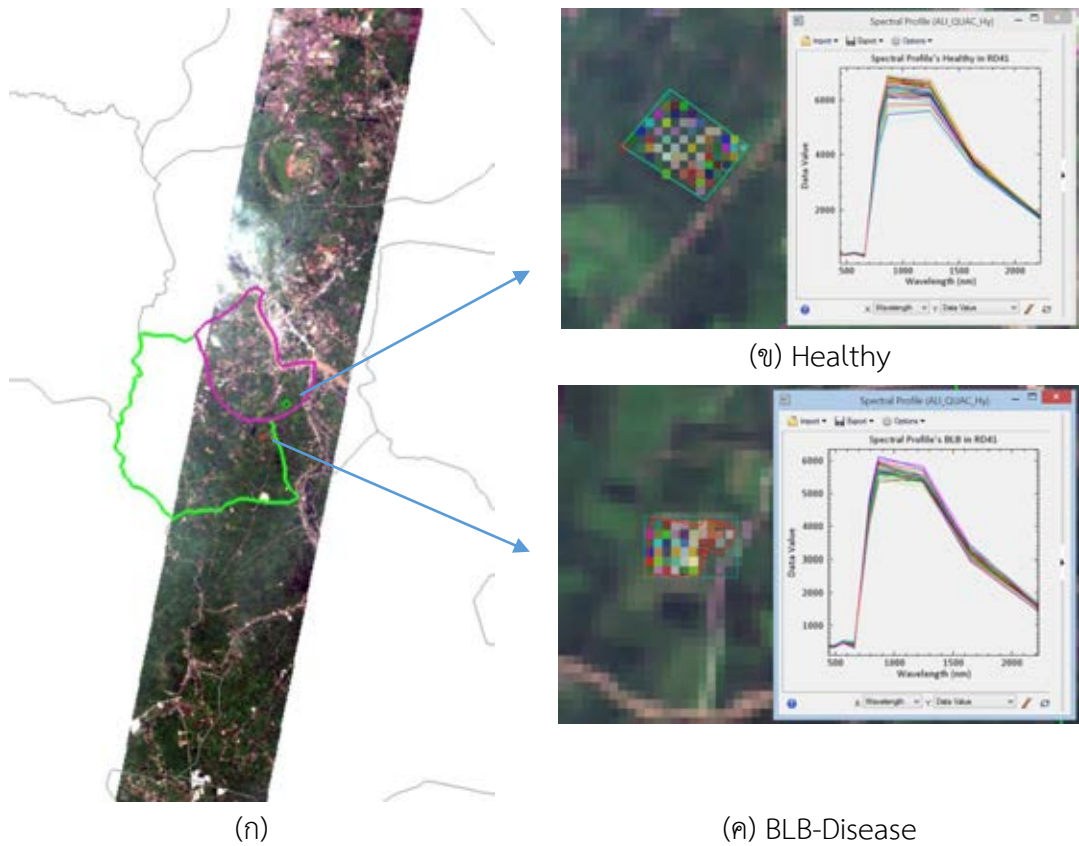 Spectral Profile (ALI_QUAC_Hy)
Import ▾ Export ▾ Options ▾
Spectral Profile's Healthy in RD41
6000
4000
2000
Data Value
500 1000 1500 2000
Wavelength (nm)
X: Wavelength Y: Data Value
(ข) Healthy
Spectral Profile (ALI_QUAC_Hy)
Import ▾ Export ▾ Options ▾
Spectral Profile's BLB in RD41
6000
5000
4000
3000
2000
1000
Data Value
500 1000 1500 2000
Wavelength (nm)
X: Wavelength Y: Data Value
(ก)
(ค) BLB-Disease